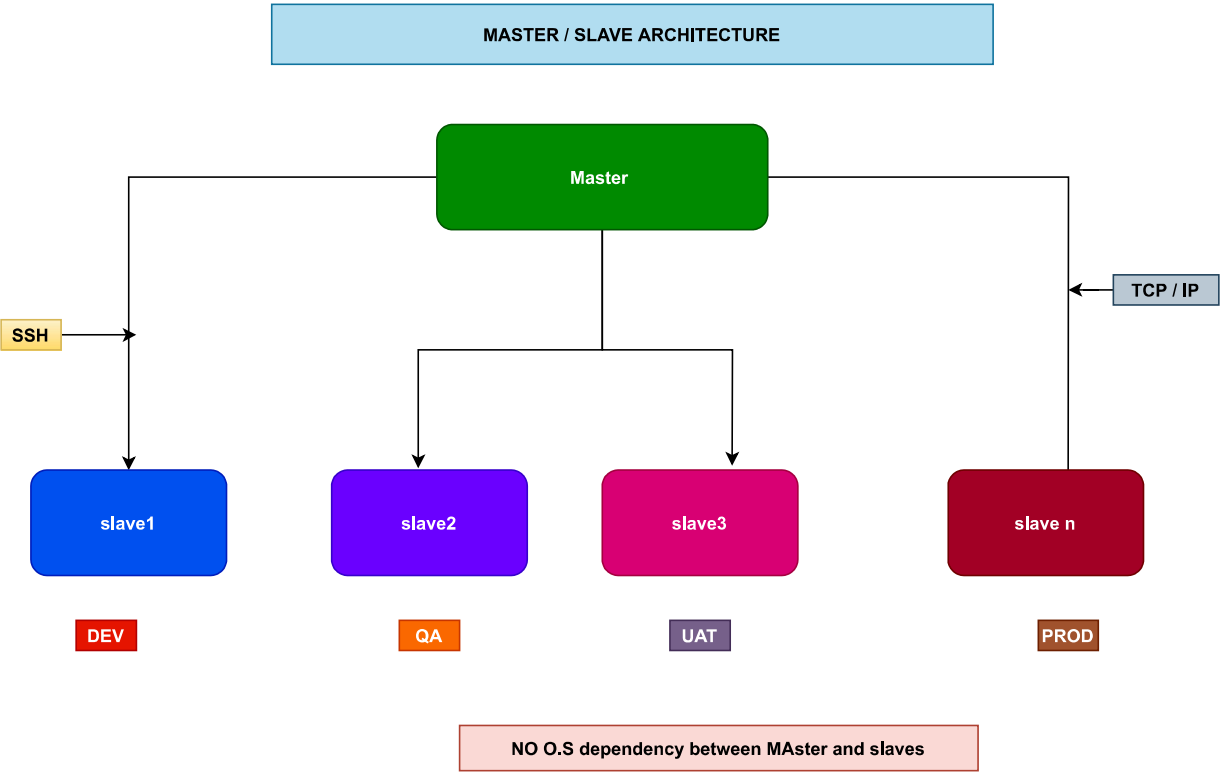 MASTER / SLAVE ARCHITECTURE
Master
TCP / IP
SSH
slave1
slave2
slave3
slave n
DEV
QA
UAT
PROD
NO O.S dependency between MAster and slaves